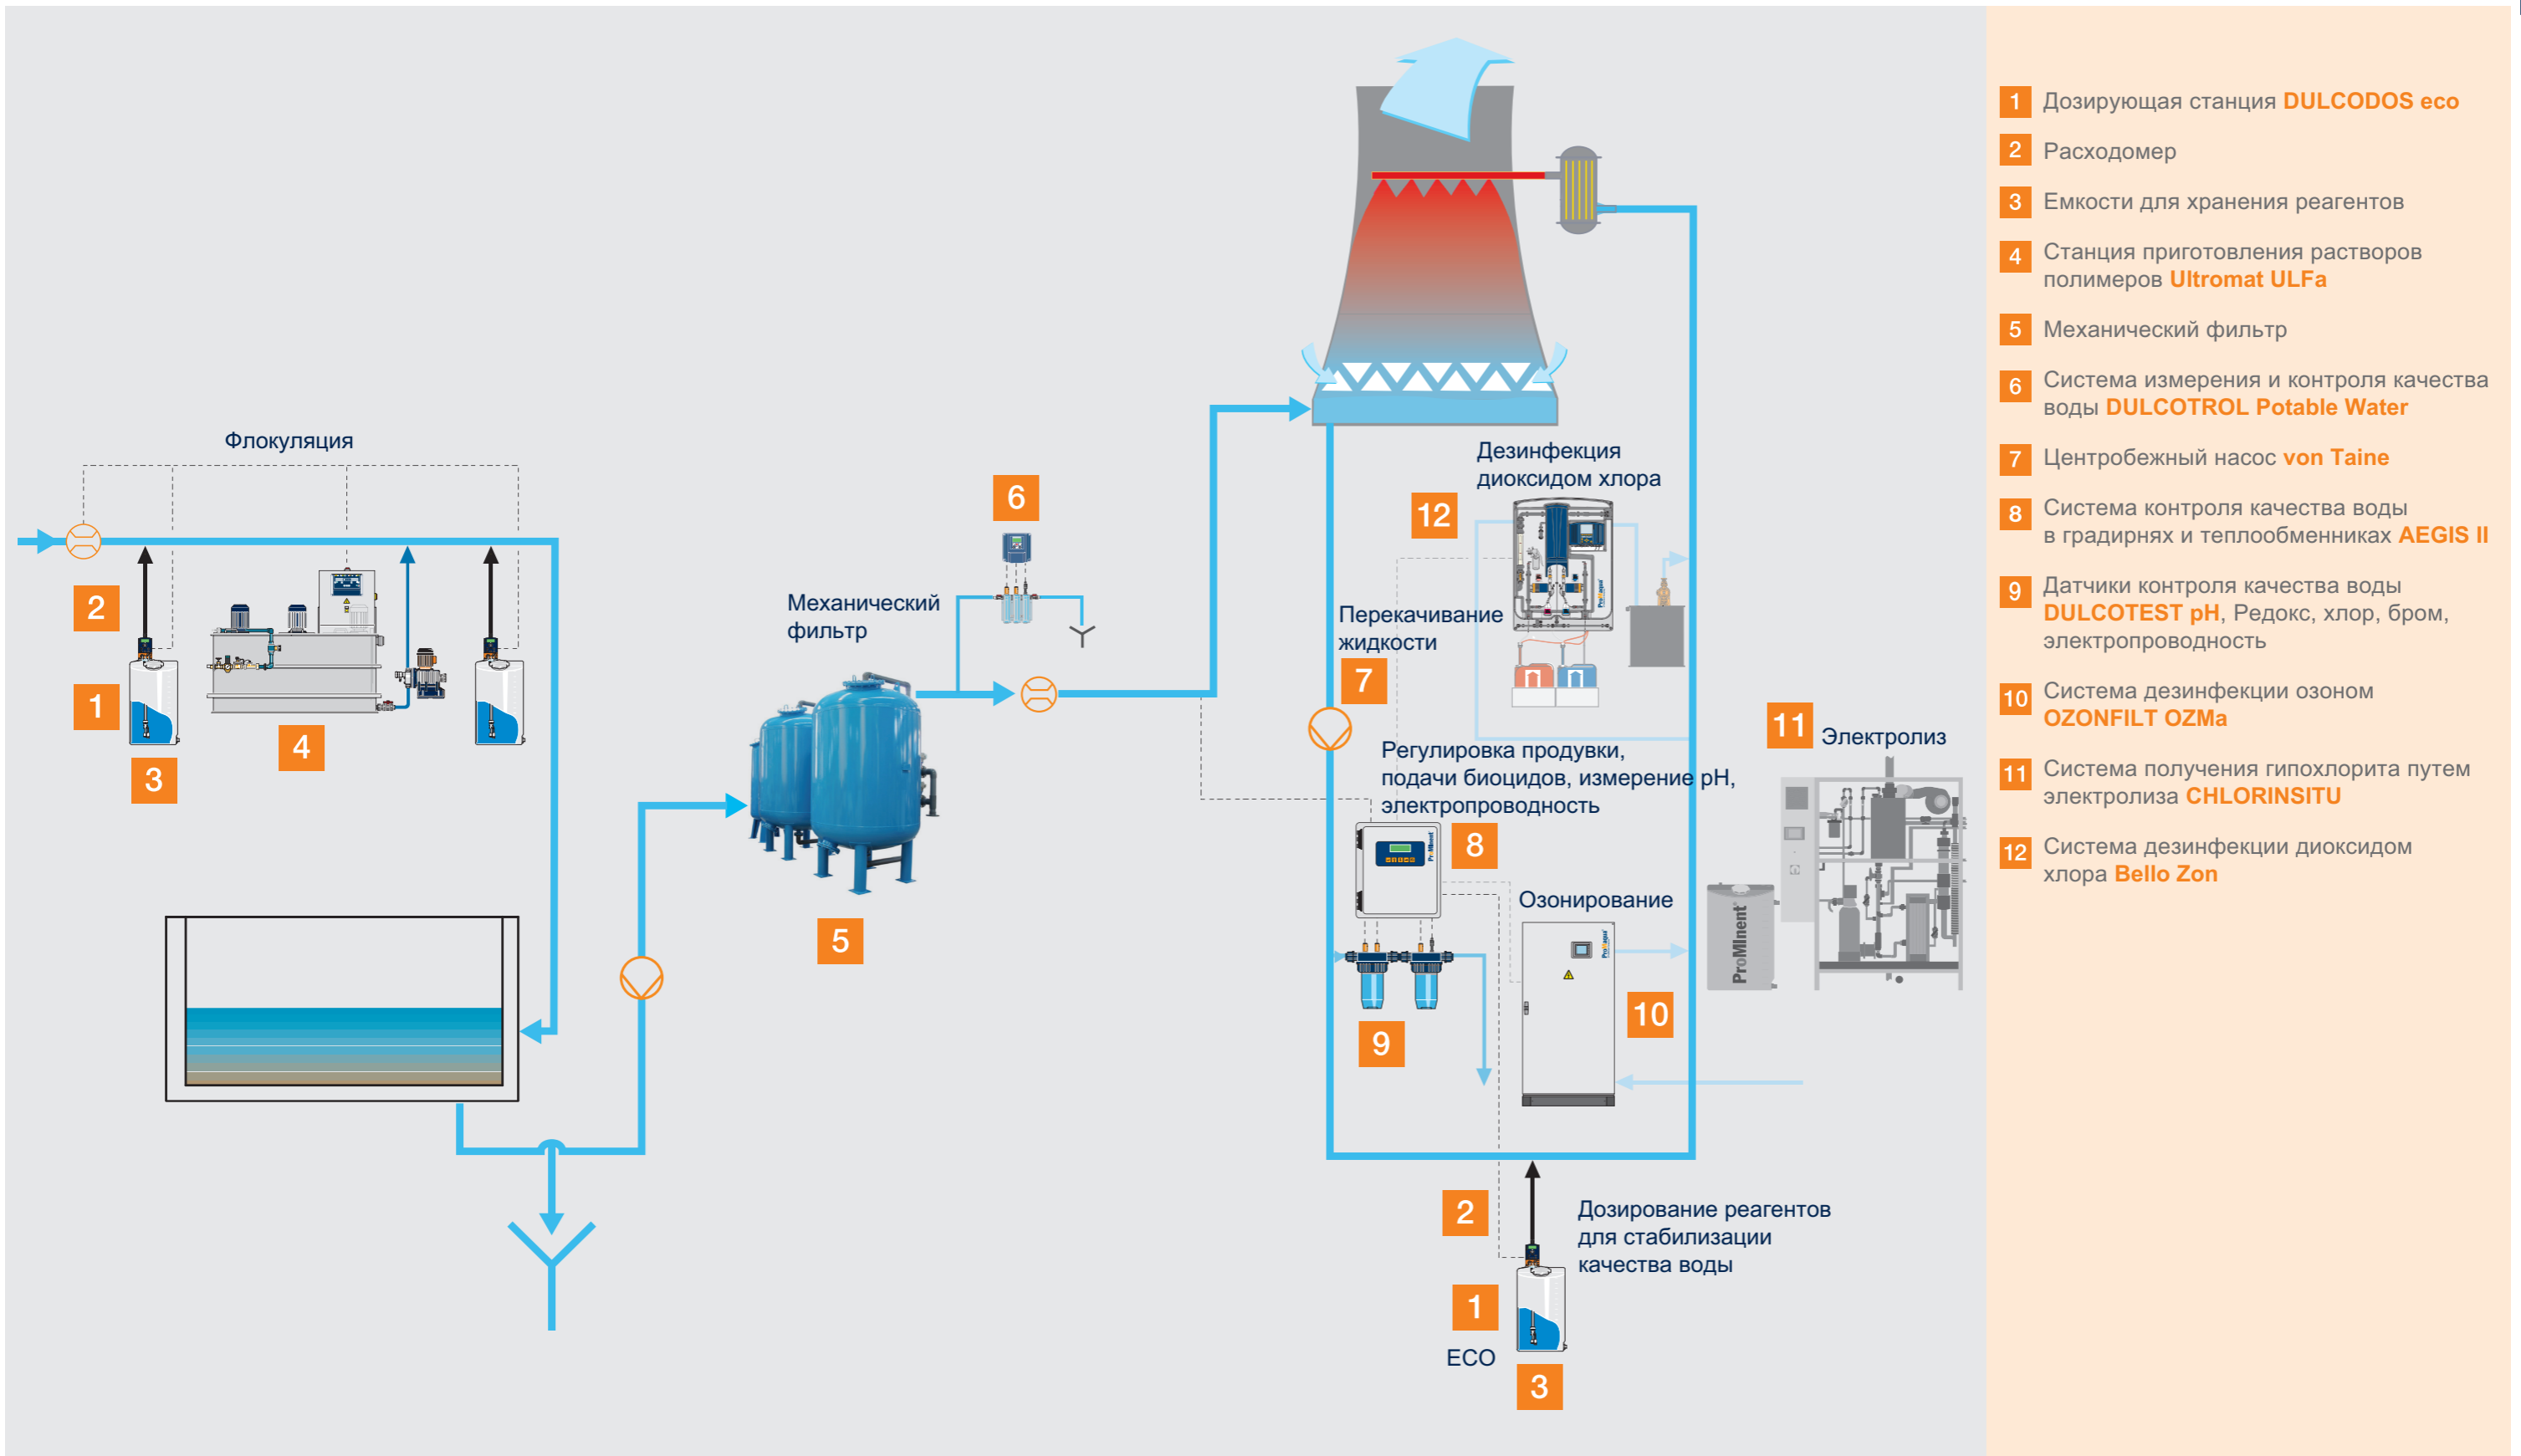 Флокуляция
2
1
3
4
Механический
фильтр
5
6
Дезинфекция
диоксидом хлора
12
ProMaqua
Перекачивание
жидкости
7
Регулировка продувки,
подачи биоцидов, измерение pH,
электропроводность
8
ProMinent
9
Озонирование
ProMaqua
10
11
Электролиз
ProMinent
2
Дозирование реагентов
для стабилизации
качества воды
1
ECO
3
1 Дозирующая станция DULCODOS eco
2 Расходомер
3 Емкости для хранения реагентов
4 Станция приготовления растворов
полимеров Ultromat ULFa
5 Механический фильтр
6 Система измерения и контроля качества
воды DULCOTROL Potable Water
7 Центробежный насос von Taine
8 Система контроля качества воды
в градирнях и теплообменниках AEGIS II
9 Датчики контроля качества воды
DULCOTEST pH, Редокс, хлор, бром,
электропроводность
10 Система дезинфекции озоном
OZONFILT OZMa
11 Система получения гипохлорита путем
электролиза CHLORINSITU
12 Система дезинфекции диоксидом
хлора Bello Zon